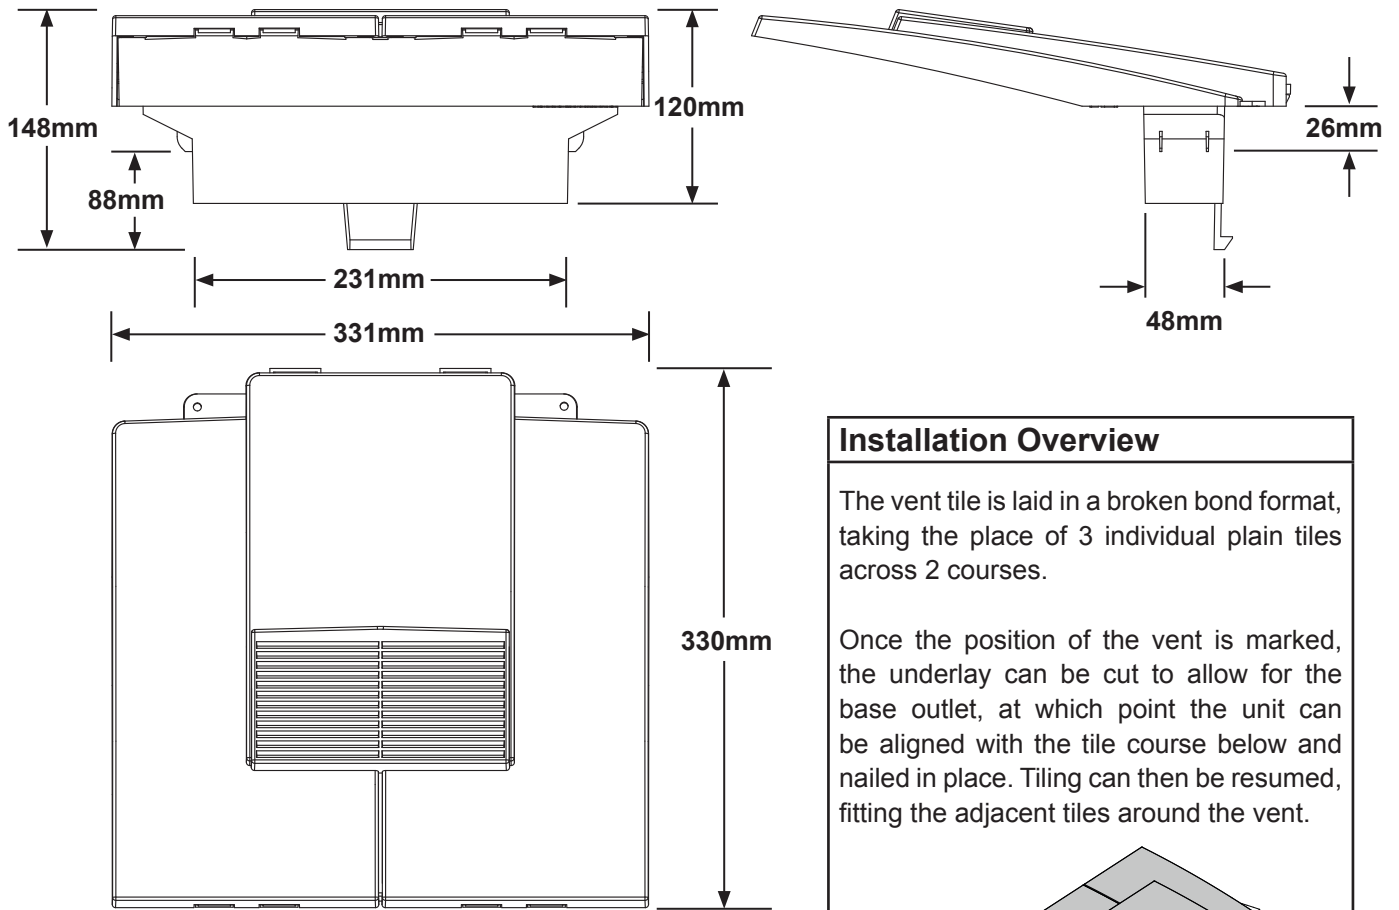 148mm
88mm
120mm
231mm
331mm
26mm
48mm
330mm
Installation Overview
The vent tile is laid in a broken bond format,
taking the place of 3 individual plain tiles
across 2 courses.
Once the position of the vent is marked,
the underlay can be cut to allow for the
base outlet, at which point the unit can
be aligned with the tile course below and
nailed in place. Tiling can then be resumed,
fitting the adjacent tiles around the vent.